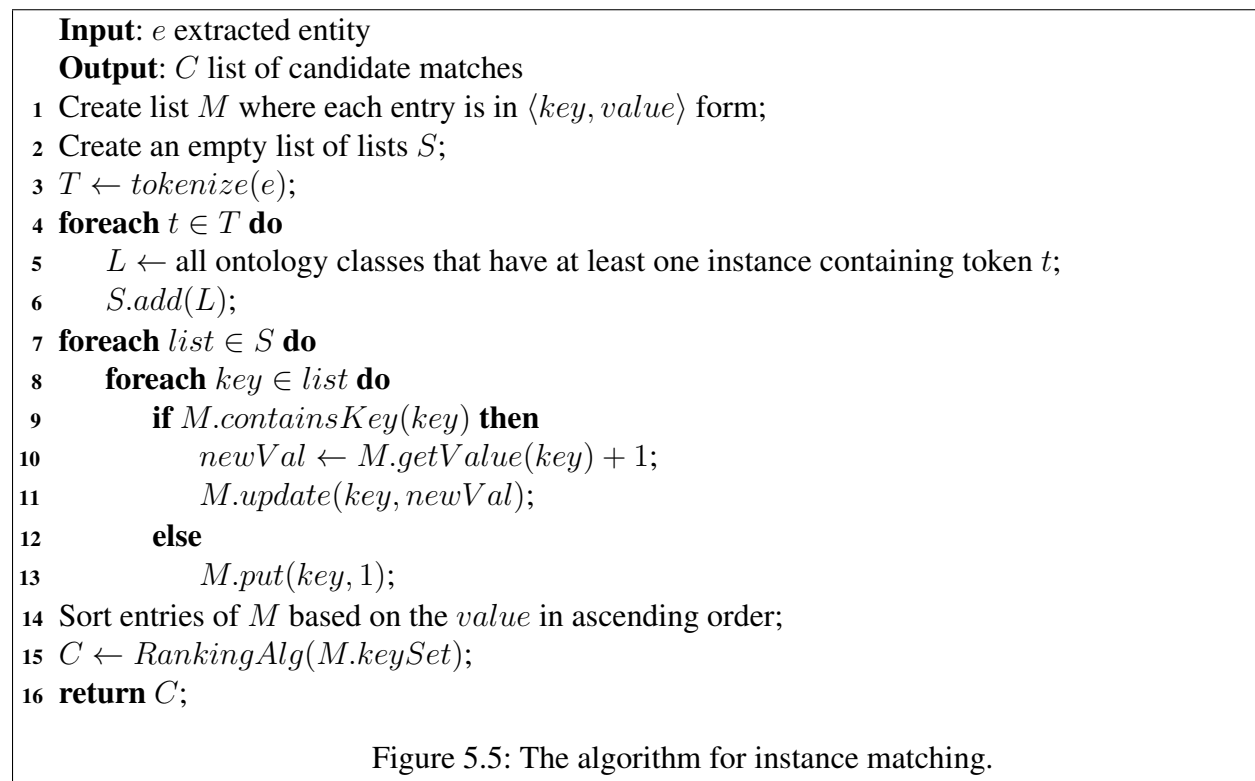 Input: e extracted entity
Output: C list of candidate matches
1 Create list M where each entry is in ⟨key, value⟩ form;
2 Create an empty list of lists S;
3 T ← tokenize(e);
4 foreach t ∈ T do
5 L ← all ontology classes that have at least one instance containing token t;
6 S.add(L);
7 foreach list ∈ S do
8 foreach key ∈ list do
9 if M.containsKey(key) then
10 newVal ← M.getValue(key) + 1;
11 M.update(key, newVal);
12 else
13 M.put(key, 1);
14 Sort entries of M based on the value in ascending order;
15 C ← RankingAlg(M.keySet);
16 return C;
Figure 5.5: The algorithm for instance matching.